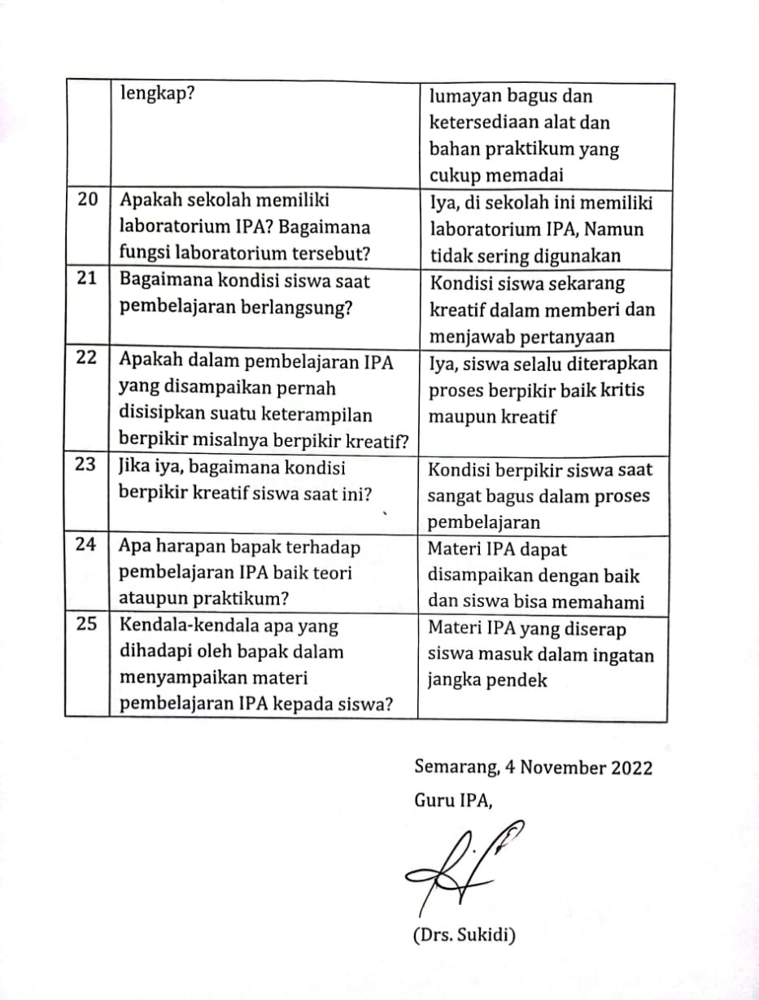 lengkap?
lumayan bagus dan
ketersediaan alat dan
bahan praktikum yang
cukup memadai
20
Apakah sekolah memiliki
laboratorium IPA? Bagaimana
fungsi laboratorium tersebut?
Iya, di sekolah ini memiliki
laboratorium IPA, Namun
tidak sering digunakan
21
Bagaimana kondisi siswa saat
pembelajaran berlangsung?
Kondisi siswa sekarang
kreatif dalam memberi dan
menjawab pertanyaan
22
Apakah dalam pembelajaran IPA
yang disampaikan pernah
disisipkan suatu keterampilan
berpikir misalnya berpikir kreatif?
Iya, siswa selalu diterapkan
proses berpikir baik kritis
maupun kreatif
23
Jika iya, bagaimana kondisi
berpikir kreatif siswa saat ini?
Kondisi berpikir siswa saat
sangat bagus dalam proses
pembelajaran
24
Apa harapan bapak terhadap
pembelajaran IPA baik teori
ataupun praktikum?
Materi IPA dapat
disampaikan dengan baik
dan siswa bisa memahami
25
Kendala-kendala apa yang
dihadapi oleh bapak dalam
menyampaikan materi
pembelajaran IPA kepada siswa?
Materi IPA yang diserap
siswa masuk dalam ingatan
jangka pendek
Semarang, 4 November 2022
Guru IPA,
(Drs. Sukidi)